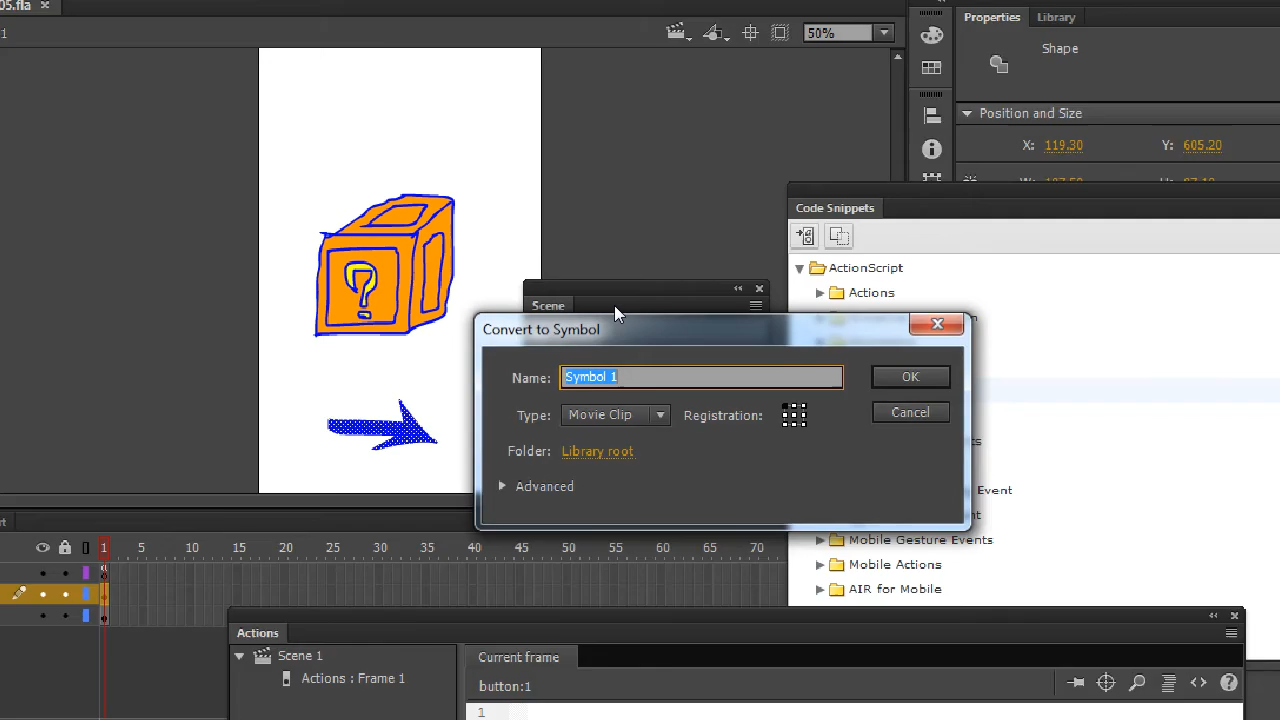 05.fla
1
50%
Properties
Library
Shape
Position and Size
X: 119.30
Y: 605.20
Code Snippets
ActionScript
Actions
?
Scene
Convert to Symbol
Name: Symbol 1
OK
Type: Movie Clip
Registration:
Cancel
Folder: Library root
Advanced
Event
Mobile Gesture Events
Mobile Actions
AIR for Mobile
1 5 10 15 20 25 30 35 40 45 50 55 60 65 70
Actions
Scene 1
Actions : Frame 1
Current frame
button:1
1